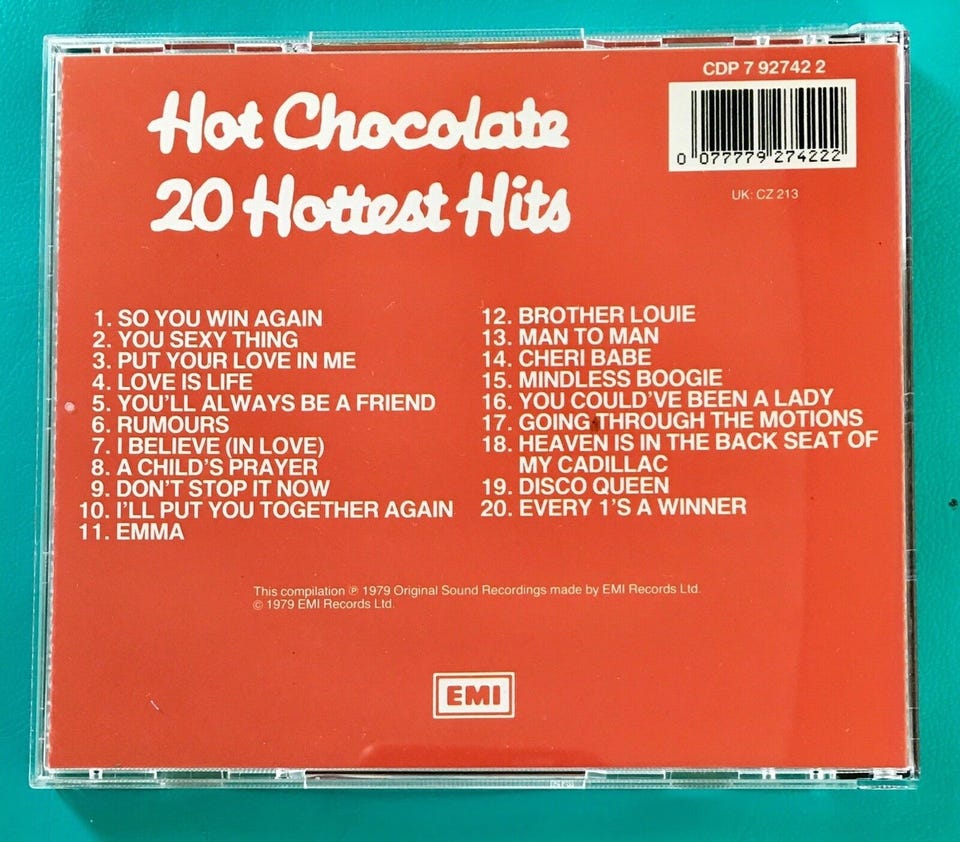 CDP 7 92742 2
0 077779 274222
UK: CZ 213
Hot Chocolate
20 Hottest Hits
1. SO YOU WIN AGAIN
2. YOU SEXY THING
3. PUT YOUR LOVE IN ME
4. LOVE IS LIFE
5. YOU'LL ALWAYS BE A FRIEND
6. RUMOURS
7. I BELIEVE (IN LOVE)
8. A CHILD'S PRAYER
9. DON'T STOP IT NOW
10. I'LL PUT YOU TOGETHER AGAIN
11. EMMA
12. BROTHER LOUIE
13. MAN TO MAN
14. CHERI BABE
15. MINDLESS BOOGIE
16. YOU COULD'VE BEEN A LADY
17. GOING THROUGH THE MOTIONS
18. HEAVEN IS IN THE BACK SEAT OF
MY CADILLAC
19. DISCO QUEEN
20. EVERY 1'S A WINNER
This compilation ℗ 1979 Original Sound Recordings made by EMI Records Ltd.
© 1979 EMI Records Ltd.
EMI